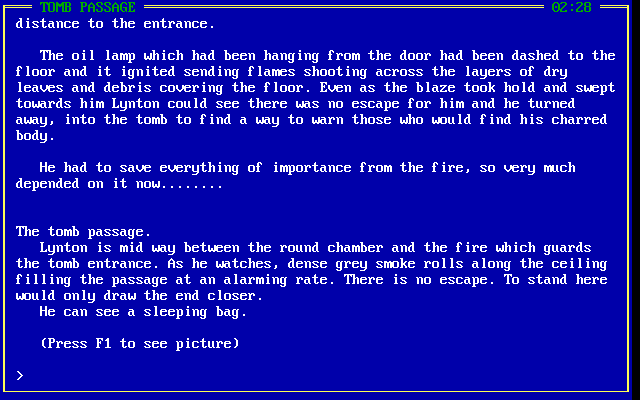 TOMB PASSAGE 02:28
distance to the entrance.
The oil lamp which had been hanging from the door had been dashed to the
floor and it ignited sending flames shooting across the layers of dry
leaves and debris covering the floor. Even as the blaze took hold and swept
towards him Lynton could see there was no escape for him and he turned
away, into the tomb to find a way to warn those who would find his charred
body.
He had to save everything of importance from the fire, so very much
depended on it now........
The tomb passage.
Lynton is mid way between the round chamber and the fire which guards
the tomb entrance. As he watches, dense grey smoke rolls along the ceiling
filling the passage at an alarming rate. There is no escape. To stand here
would only draw the end closer.
He can see a sleeping bag.
(Press F1 to see picture)
>